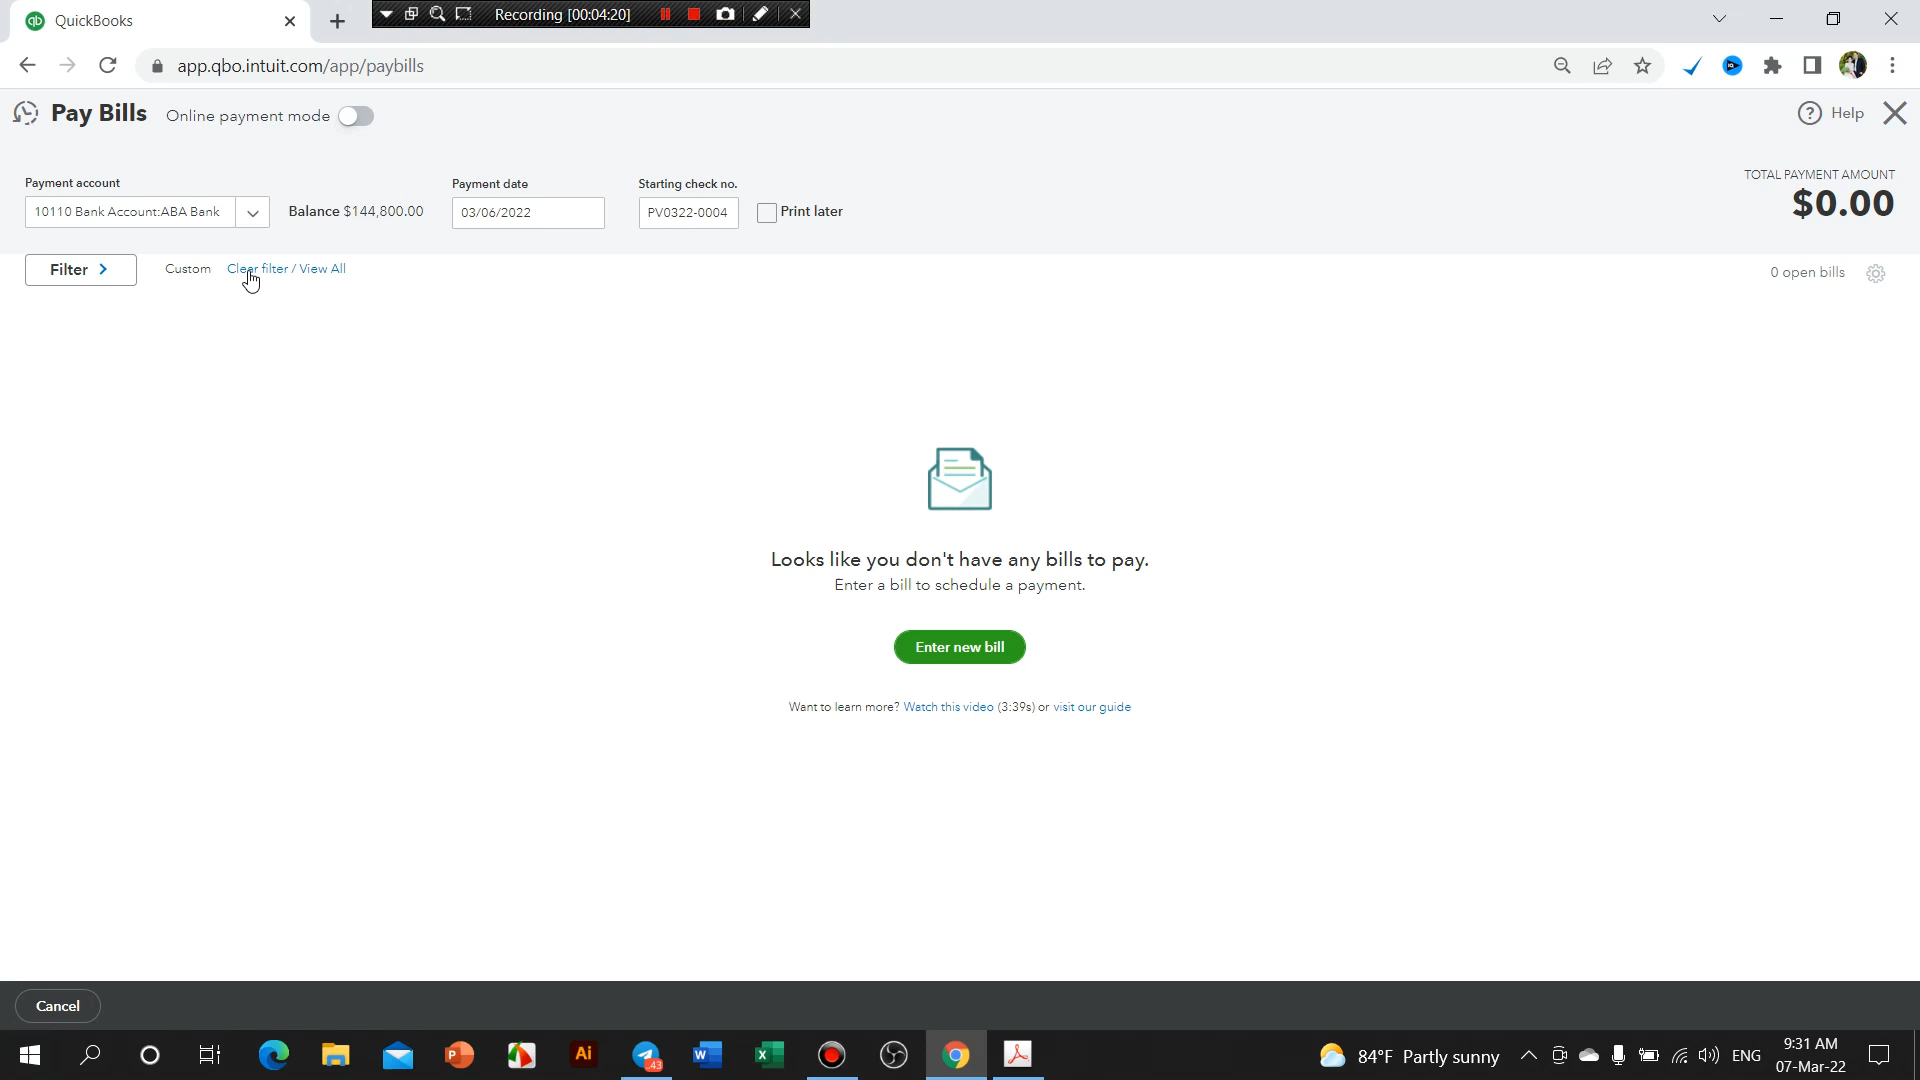 QuickBooks
Recording [00:04:20]
app.qbo.intuit.com/app/paybills
Pay Bills
Online payment mode
Help
Payment account
Payment date
Starting check no.
TOTAL PAYMENT AMOUNT
10110 Bank Account:ABA Bank
Balance $144,800.00
03/06/2022
PV0322-0004
Print later
$0.00
Filter
Custom
Clear filter / View All
0 open bills
Looks like you don't have any bills to pay.
Enter a bill to schedule a payment.
Enter new bill
Want to learn more? Watch this video (3:39s) or visit our guide
Cancel
43
84°F Partly sunny
ENG
9:31 AM
07-Mar-22